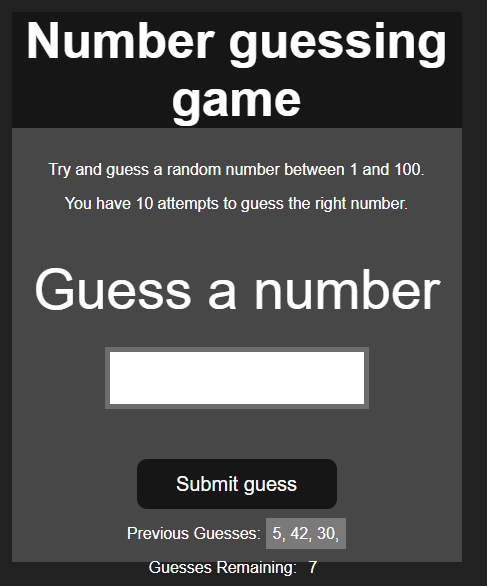 Number guessing
game
Try and guess a random number between 1 and 100.
You have 10 attempts to guess the right number.
Guess a number
Submit guess
Previous Guesses: 5, 42, 30,
Guesses Remaining: 7